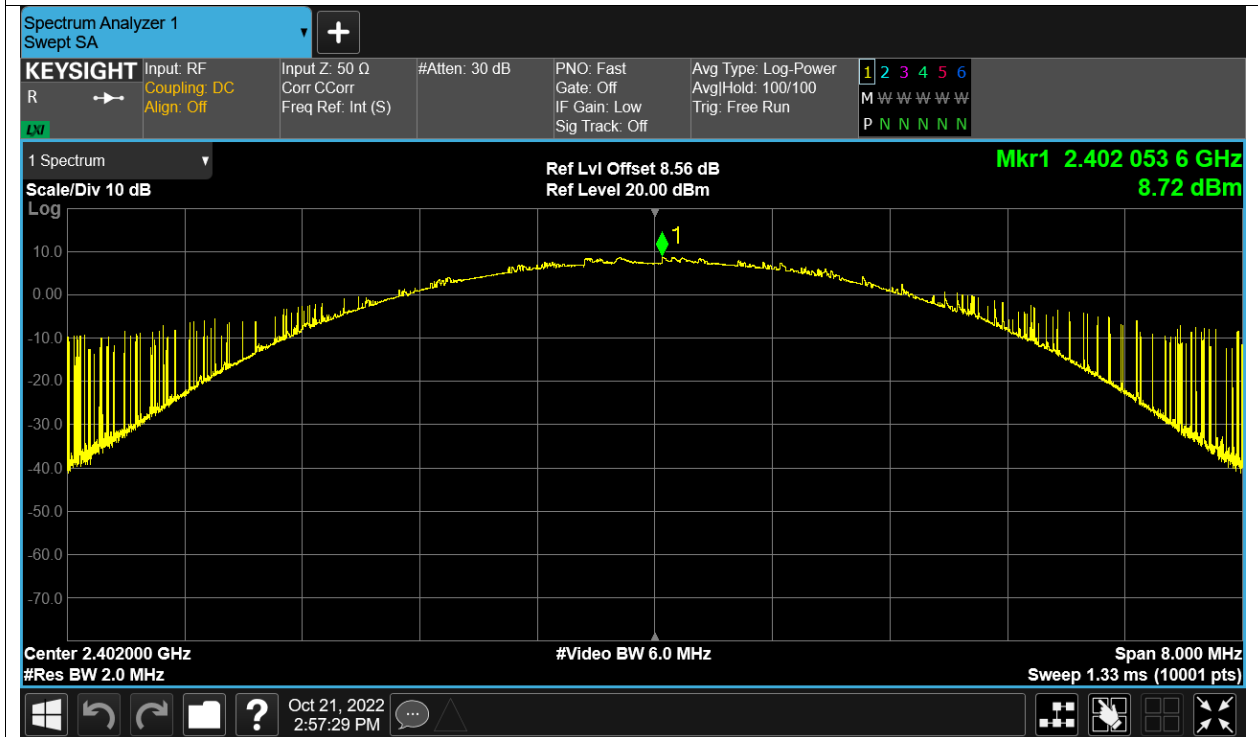 Spectrum Analyzer 1
Swept SA
KEYSIGHT
R
LXI
Input: RF
Coupling: DC
Align: Off
Input Z: 50 Ω
Corr CCorr
Freq Ref: Int (S)
#Atten: 30 dB
PNO: Fast
Gate: Off
IF Gain: Low
Sig Track: Off
Avg Type: Log-Power
Avg|Hold: 100/100
Trig: Free Run
1 2 3 4 5 6
M W W W W W
P N N N N N N
1 Spectrum
Scale/Div 10 dB
Ref Lvl Offset 8.56 dB
Ref Level 20.00 dBm
Mkr1 2.402 053 6 GHz
8.72 dBm
Log
1
10.0
0.00
-10.0
-20.0
-30.0
-40.0
-50.0
-60.0
-70.0
Center 2.402000 GHz
#Video BW 6.0 MHz
Span 8.000 MHz
#Res BW 2.0 MHz
Sweep 1.33 ms (10001 pts)
?
Oct 21, 2022
2:57:29 PM